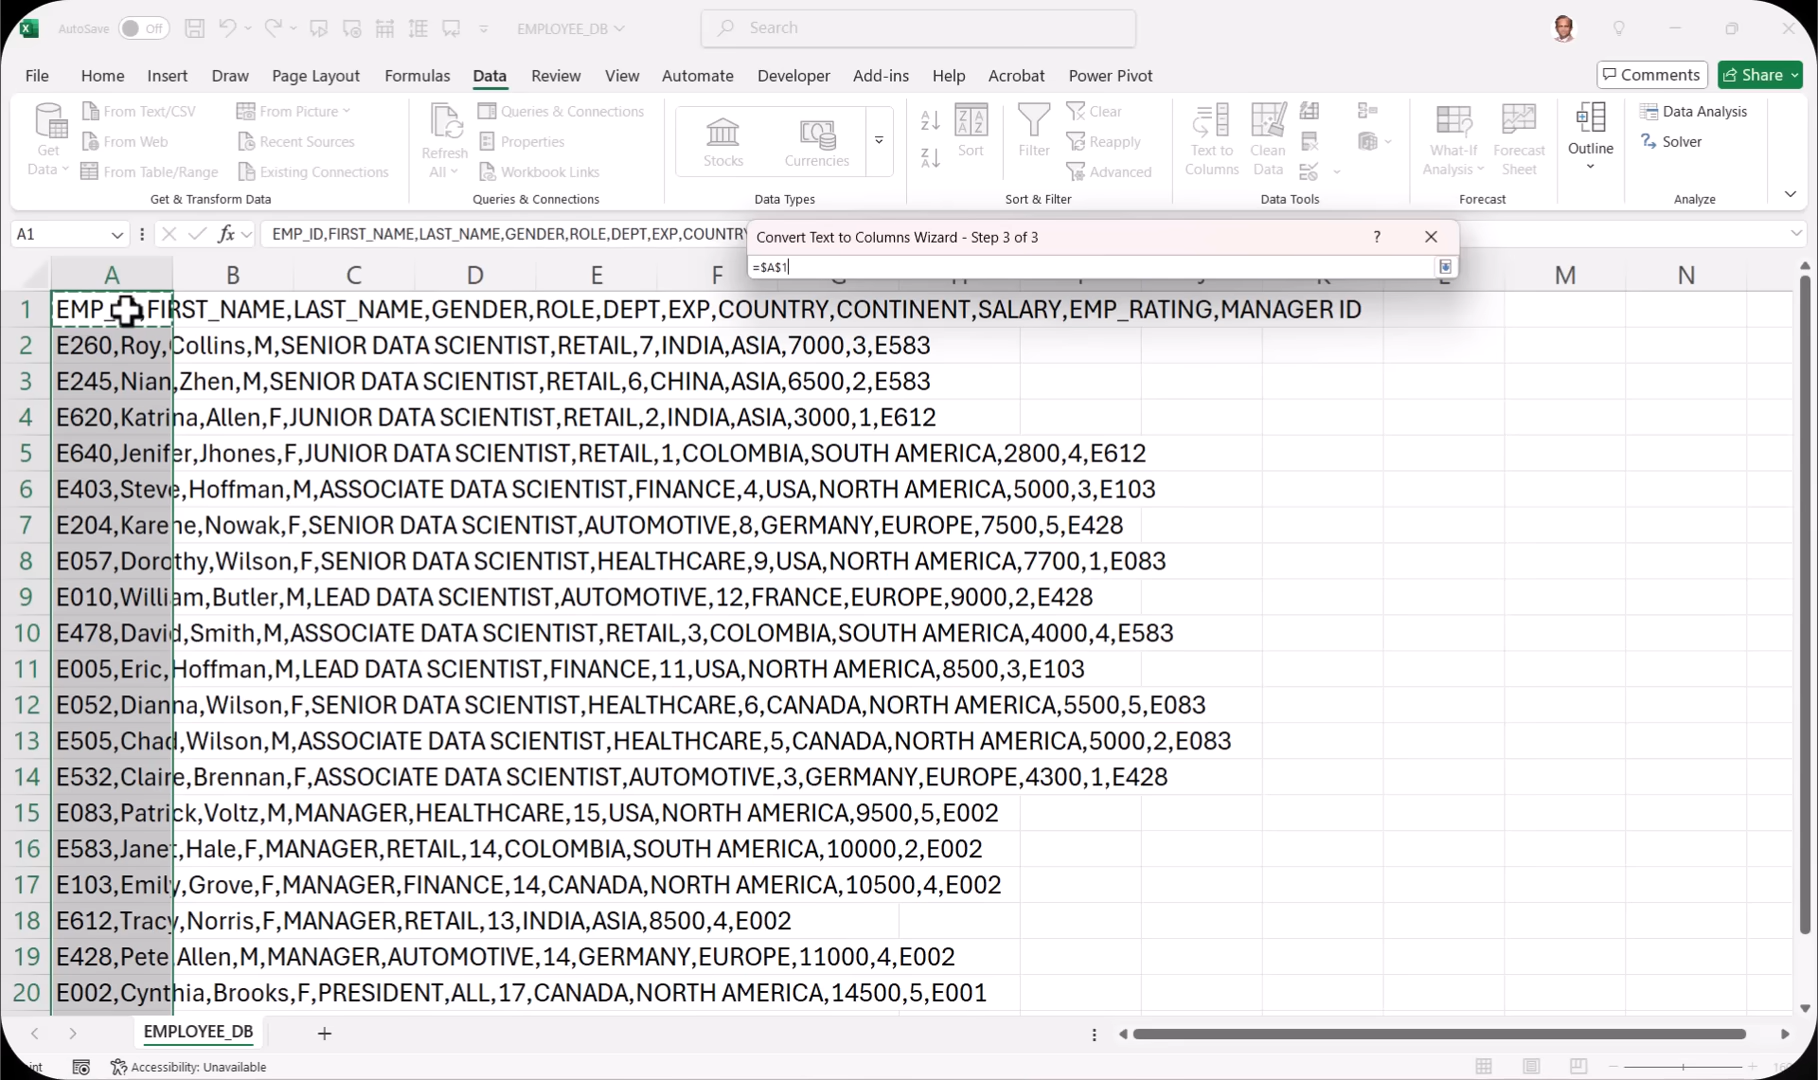 AutoSave Off EMPLOYEE_DB Search
File Home Insert Draw Page Layout Formulas Data Review View Automate Developer Add-ins Help Acrobat Power Pivot Comments Share
Get Data
From Text/CSV
From Web
From Table/Range
From Picture
Recent Sources
Existing Connections
Get & Transform Data
Refresh All
Queries & Connections
Properties
Workbook Links
Queries & Connections
Stocks
Currencies
Data Types
Sort
Filter
Clear
Reapply
Advanced
Sort & Filter
Text to Columns
Clean Data
Data Tools
What-If Analysis
Forecast Sheet
Forecast
Outline
Data Analysis
Solver
Analyze
A1 fx EMP_ID,FIRST_NAME,LAST_NAME,GENDER,ROLE,DEPT,EXP,COUNTRY
Convert Text to Columns Wizard - Step 3 of 3 ?
=$A$1
A B C D E F M N
1 EMP_ FIRST_NAME,LAST_NAME,GENDER,ROLE,DEPT,EXP,COUNTRY,CONTINENT,SALARY,EMP_RATING,MANAGER ID
2 E260,Roy,Collins,M,SENIOR DATA SCIENTIST,RETAIL,7,INDIA,ASIA,7000,3,E583
3 E245,Nian,Zhen,M,SENIOR DATA SCIENTIST,RETAIL,6,CHINA,ASIA,6500,2,E583
4 E620,Katrina,Allen,F,JUNIOR DATA SCIENTIST,RETAIL,2,INDIA,ASIA,3000,1,E612
5 E640,Jenifer,Jhones,F,JUNIOR DATA SCIENTIST,RETAIL,1,COLOMBIA,SOUTH AMERICA,2800,4,E612
6 E403,Steve,Hoffman,M,ASSOCIATE DATA SCIENTIST,FINANCE,4,USA,NORTH AMERICA,5000,3,E103
7 E204,Karene,Nowak,F,SENIOR DATA SCIENTIST,AUTOMOTIVE,8,GERMANY,EUROPE,7500,5,E428
8 E057,Dorothy,Wilson,F,SENIOR DATA SCIENTIST,HEALTHCARE,9,USA,NORTH AMERICA,7700,1,E083
9 E010,William,Butler,M,LEAD DATA SCIENTIST,AUTOMOTIVE,12,FRANCE,EUROPE,9000,2,E428
10 E478,David,Smith,M,ASSOCIATE DATA SCIENTIST,RETAIL,3,COLOMBIA,SOUTH AMERICA,4000,4,E583
11 E005,Eric,Hoffman,M,LEAD DATA SCIENTIST,FINANCE,11,USA,NORTH AMERICA,8500,3,E103
12 E052,Dianna,Wilson,F,SENIOR DATA SCIENTIST,HEALTHCARE,6,CANADA,NORTH AMERICA,5500,5,E083
13 E505,Chad,Wilson,M,ASSOCIATE DATA SCIENTIST,HEALTHCARE,5,CANADA,NORTH AMERICA,5000,2,E083
14 E532,Claire,Brennan,F,ASSOCIATE DATA SCIENTIST,AUTOMOTIVE,3,GERMANY,EUROPE,4300,1,E428
15 E083,Patrick,Voltz,M,MANAGER,HEALTHCARE,15,USA,NORTH AMERICA,9500,5,E002
16 E583,Janet,Hale,F,MANAGER,RETAIL,14,COLOMBIA,SOUTH AMERICA,10000,2,E002
17 E103,Emily,Grove,F,MANAGER,FINANCE,14,CANADA,NORTH AMERICA,10500,4,E002
18 E612,Tracy,Norris,F,MANAGER,RETAIL,13,INDIA,ASIA,8500,4,E002
19 E428,Pete,Allen,M,MANAGER,AUTOMOTIVE,14,GERMANY,EUROPE,11000,4,E002
20 E002,Cynthia,Brooks,F,PRESIDENT,ALL,17,CANADA,NORTH AMERICA,14500,5,E001
EMPLOYEE_DB
Accessibility: Unavailable